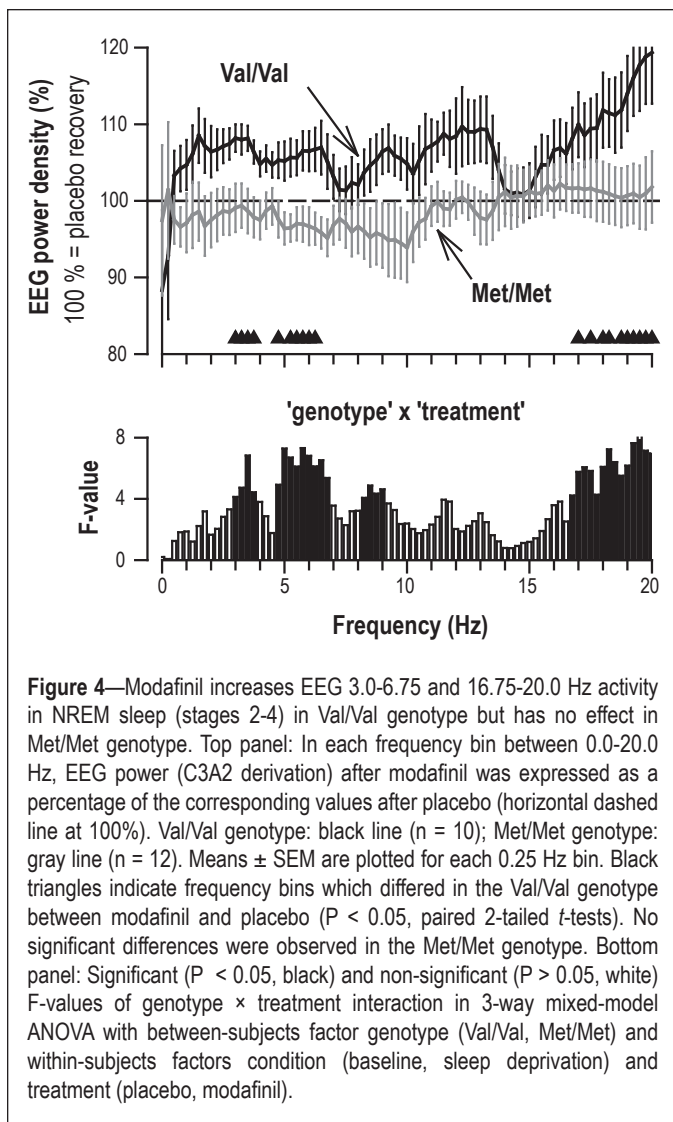 120
110
100
90
80
EEG power density (%)
100 % = placebo recovery
Val/Val
Met/Met
'genotype' x 'treatment'
8
4
0
F-value
0 5 10 15 20
Frequency (Hz)
Figure 4—Modafinil increases EEG 3.0-6.75 and 16.75-20.0 Hz activity
in NREM sleep (stages 2-4) in Val/Val genotype but has no effect in
Met/Met genotype. Top panel: In each frequency bin between 0.0-20.0
Hz, EEG power (C3A2 derivation) after modafinil was expressed as a
percentage of the corresponding values after placebo (horizontal dashed
line at 100%). Val/Val genotype: black line (n = 10); Met/Met genotype:
gray line (n = 12). Means ± SEM are plotted for each 0.25 Hz bin. Black
triangles indicate frequency bins which differed in the Val/Val genotype
between modafinil and placebo (P < 0.05, paired 2-tailed t-tests). No
significant differences were observed in the Met/Met genotype. Bottom
panel: Significant (P < 0.05, black) and non-significant (P > 0.05, white)
F-values of genotype × treatment interaction in 3-way mixed-model
ANOVA with between-subjects factor genotype (Val/Val, Met/Met) and
within-subjects factors condition (baseline, sleep deprivation) and
treatment (placebo, modafinil).